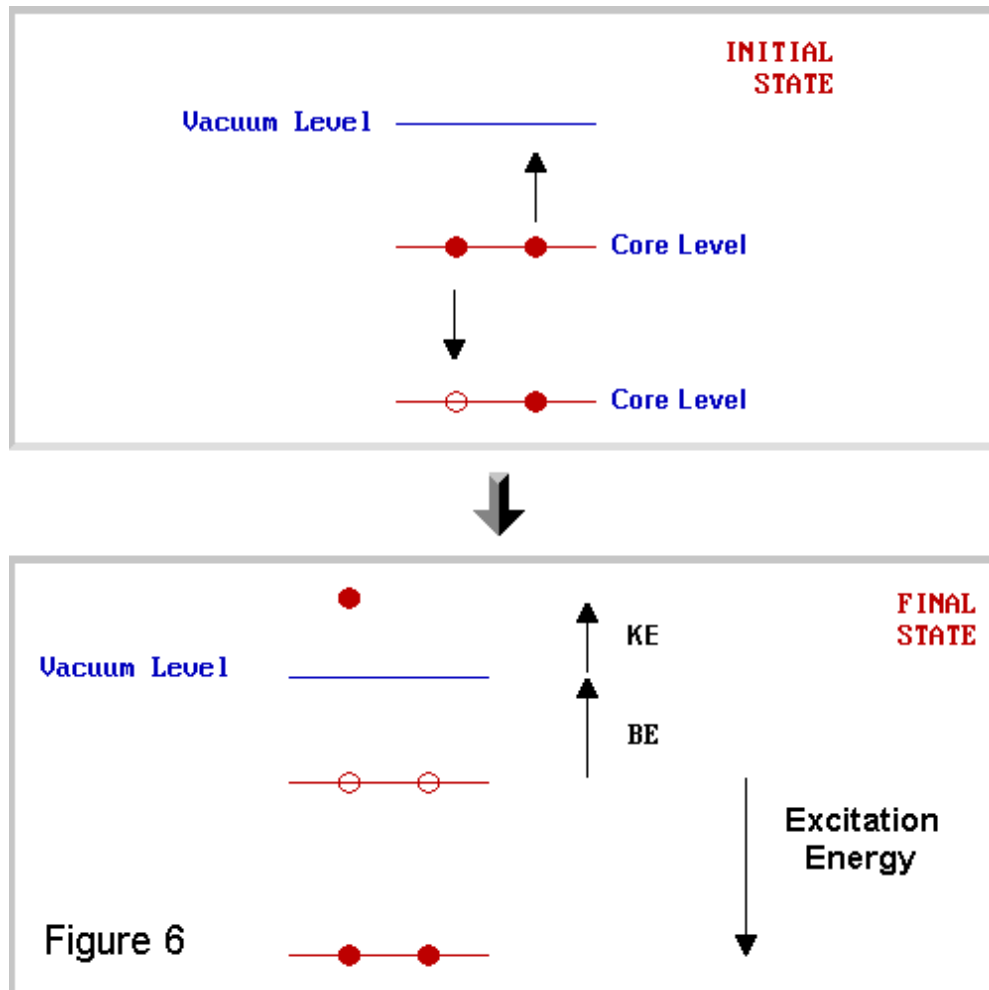 INITIAL
STATE
Vacuum Level
Core Level
Core Level
FINAL
STATE
KE
Vacuum Level
BE
Excitation
Energy
Figure 6